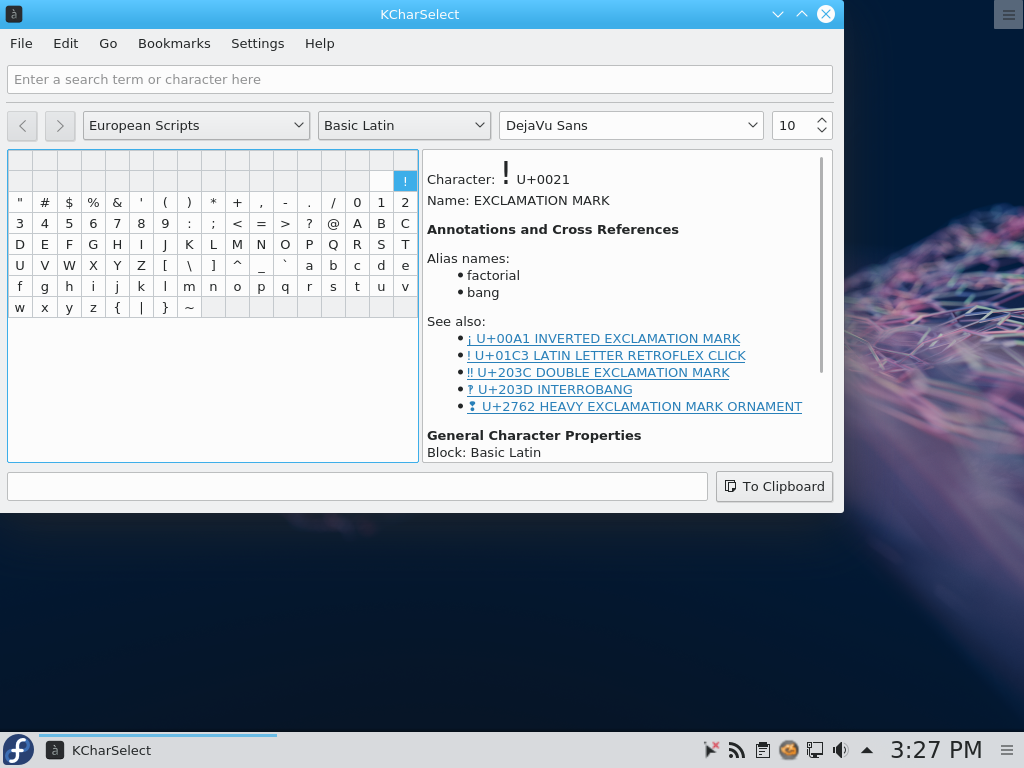 KCharSelect
File Edit Go Bookmarks Settings Help
Enter a search term or character here
European Scripts Basic Latin DejaVu Sans 10
!
" # $ % & ' ( ) * + , - . / 0 1 2
3 4 5 6 7 8 9 : ; < = > ? @ A B C
D E F G H I J K L M N O P Q R S T
U V W X Y Z [ \ ] ^ _ ` a b c d e
f g h i j k l m n o p q r s t u v
w x y z { | } ~
Character: ! U+0021
Name: EXCLAMATION MARK
Annotations and Cross References
Alias names:
• factorial
• bang
See also:
• ¡ U+00A1 INVERTED EXCLAMATION MARK
• ǃ U+01C3 LATIN LETTER RETROFLEX CLICK
• ‼ U+203C DOUBLE EXCLAMATION MARK
• ‽ U+203D INTERROBANG
• ❢ U+2762 HEAVY EXCLAMATION MARK ORNAMENT
General Character Properties
Block: Basic Latin
To Clipboard
KCharSelect
3:27 PM